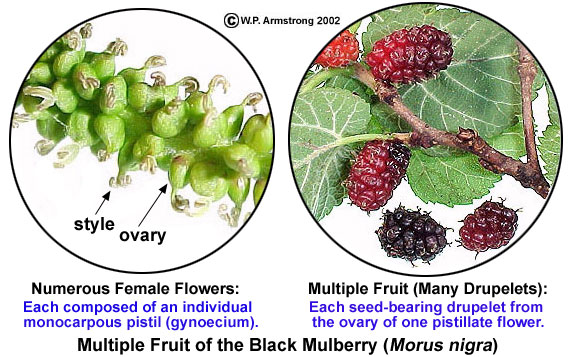 © W.P. Armstrong 2002
style
ovary
Numerous Female Flowers:
Each composed of an individual
monocarpous pistil (gynoecium).
Multiple Fruit (Many Drupelets):
Each seed-bearing drupelet from
the ovary of one pistillate flower.
Multiple Fruit of the Black Mulberry (Morus nigra)